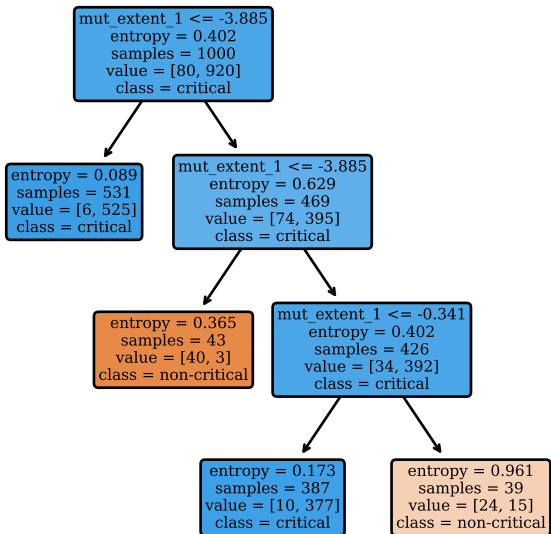 mut_extent_1 <= -3.885
entropy = 0.402
samples = 1000
value = [80, 920]
class = critical
entropy = 0.089
samples = 531
value = [6, 525]
class = critical
mut_extent_1 <= -3.885
entropy = 0.629
samples = 469
value = [74, 395]
class = critical
entropy = 0.365
samples = 43
value = [40, 3]
class = non-critical
mut_extent_1 <= -0.341
entropy = 0.402
samples = 426
value = [34, 392]
class = critical
entropy = 0.173
samples = 387
value = [10, 377]
class = critical
entropy = 0.961
samples = 39
value = [24, 15]
class = non-critical